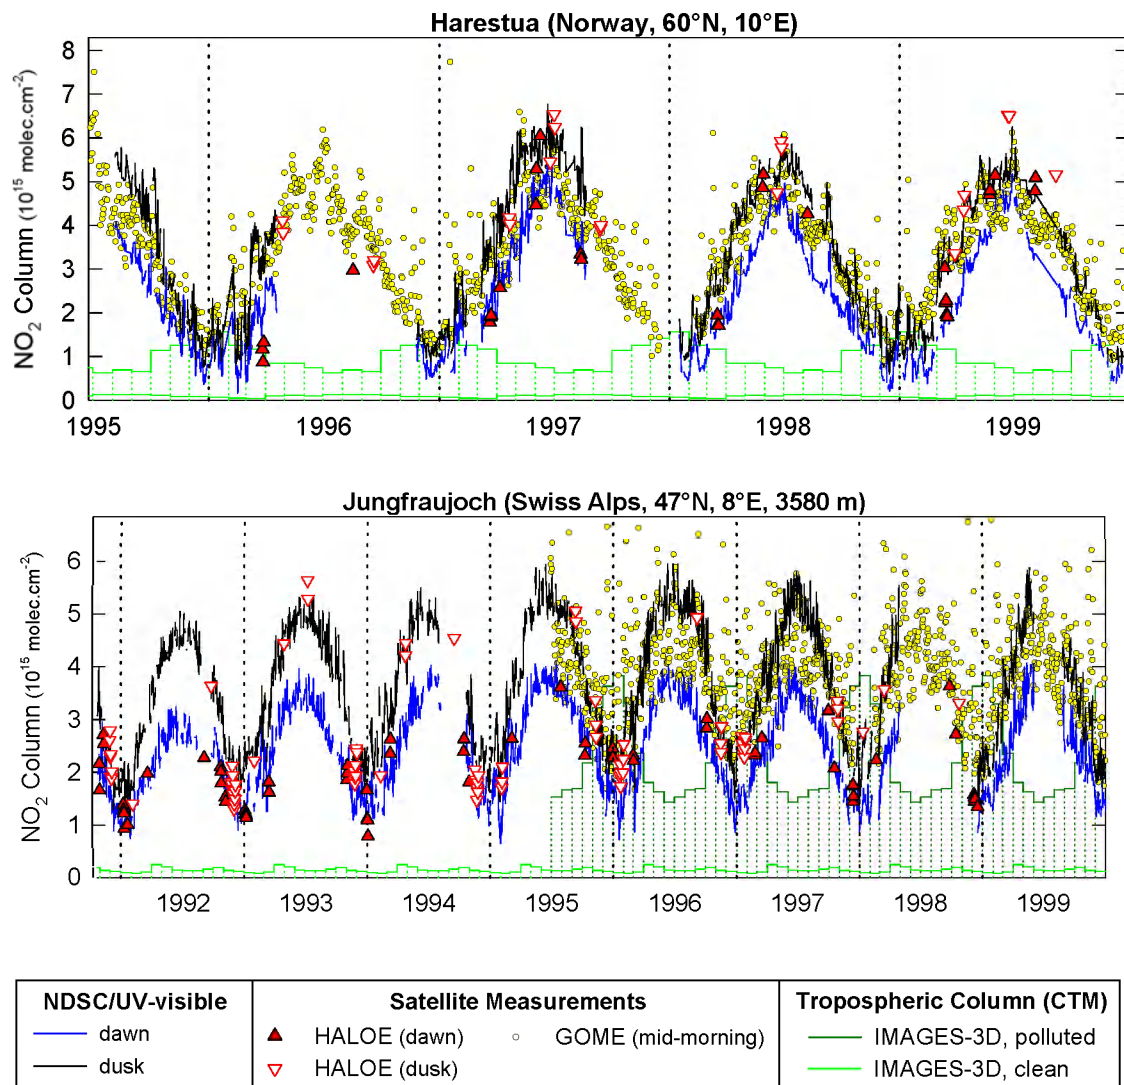 Harestua (Norway, 60°N, 10°E)
NO2 Column (10^15 molec.cm^-2)
8
7
6
5
4
3
2
1
0
1995 1996 1997 1998 1999
Jungfraujoch (Swiss Alps, 47°N, 8°E, 3580 m)
NO2 Column (10^15 molec.cm^-2)
6
5
4
3
2
1
0
1992 1993 1994 1995 1996 1997 1998 1999
NDSC/UV-visible Satellite Measurements Tropospheric Column (CTM)
dawn HALOE (dawn) GOME (mid-morning) IMAGES-3D, polluted
dusk HALOE (dusk) IMAGES-3D, clean